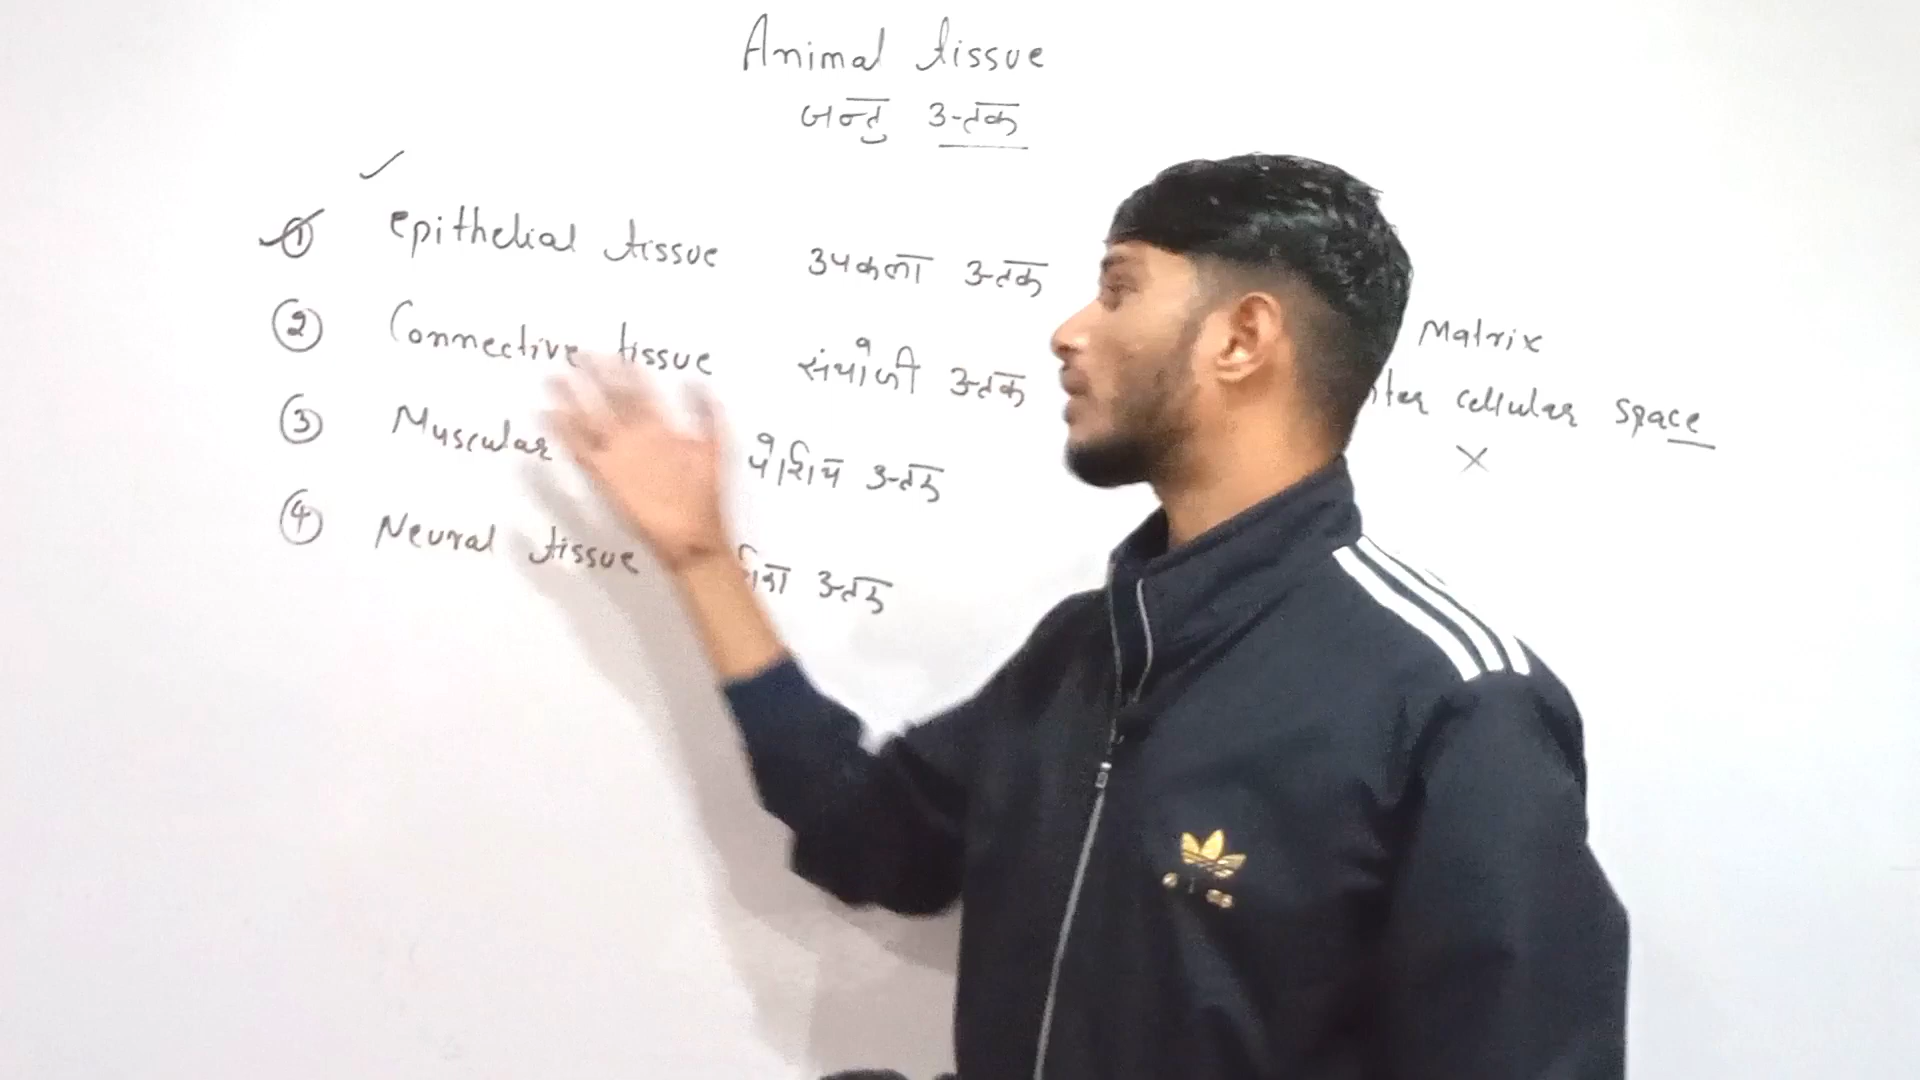 Animal tissue
जन्तु उत्तक
① Epithelial tissue उपकला उत्तक
② Connective tissue संयोजी उत्तक
③ Muscular पेशिय उत्तक
④ Neural tissue उत्तक
Matrix
cellular space
×